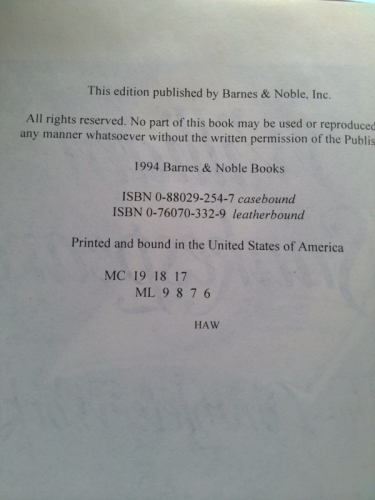 This edition published by Barnes & Noble, Inc.
All rights reserved. No part of this book may be used or reproduced
any manner whatsoever without the written permission of the Publis
1994 Barnes & Noble Books
ISBN 0-88029-254-7 casebound
ISBN 0-76070-332-9 leatherbound
Printed and bound in the United States of America
MC 19 18 17
ML 9 8 7 6
HAW